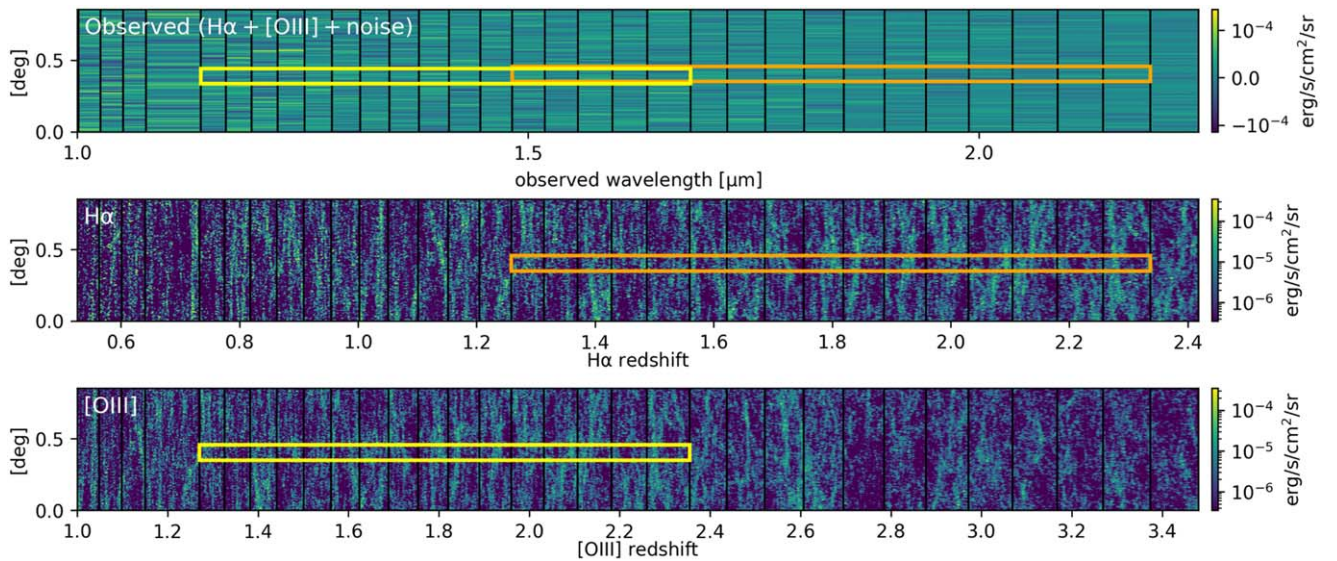 Observed (Hα + [OIII] + noise)
[deg]
0.5
0.0
1.0 1.5 2.0
observed wavelength [μm]
10⁻⁴
0.0
−10⁻⁴
erg/s/cm²/sr
Hα
[deg]
0.5
0.0
0.6 0.8 1.0 1.2 1.4 1.6 1.8 2.0 2.2 2.4
Hα redshift
10⁻⁴
10⁻⁵
10⁻⁶
erg/s/cm²/sr
[OIII]
[deg]
0.5
0.0
1.0 1.2 1.4 1.6 1.8 2.0 2.2 2.4 2.6 2.8 3.0 3.2 3.4
[OIII] redshift
10⁻⁴
10⁻⁵
10⁻⁶
erg/s/cm²/sr